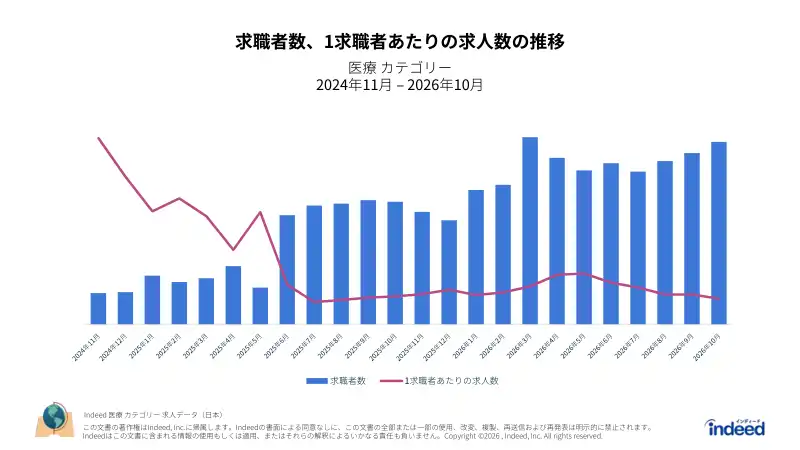 求職者数、1求職者あたりの求人数の推移
医療 カテゴリー
2024年11月 – 2026年10月
2024年11月
2024年12月
2025年1月
2025年2月
2025年3月
2025年4月
2025年5月
2025年6月
2025年7月
2025年8月
2025年9月
2025年10月
2025年11月
2025年12月
2026年1月
2026年2月
2026年3月
2026年4月
2026年5月
2026年6月
2026年7月
2026年8月
2026年9月
2026年10月
求職者数
1求職者あたりの求人数
Indeed 医療 カテゴリー 求人データ（日本）
この文書の著作権はIndeed, Inc.に帰属します。Indeedの書面による同意なしに、この文書の全部または一部の使用、改変、複製、再送信および再発表は明示的に禁止されます。
Indeedはこの文書に含まれる情報の使用もしくは適用、またはそれらの解釈によるいかなる責任も負いません。Copyright ©2026 , Indeed, Inc. All rights reserved.
インディード
indeed